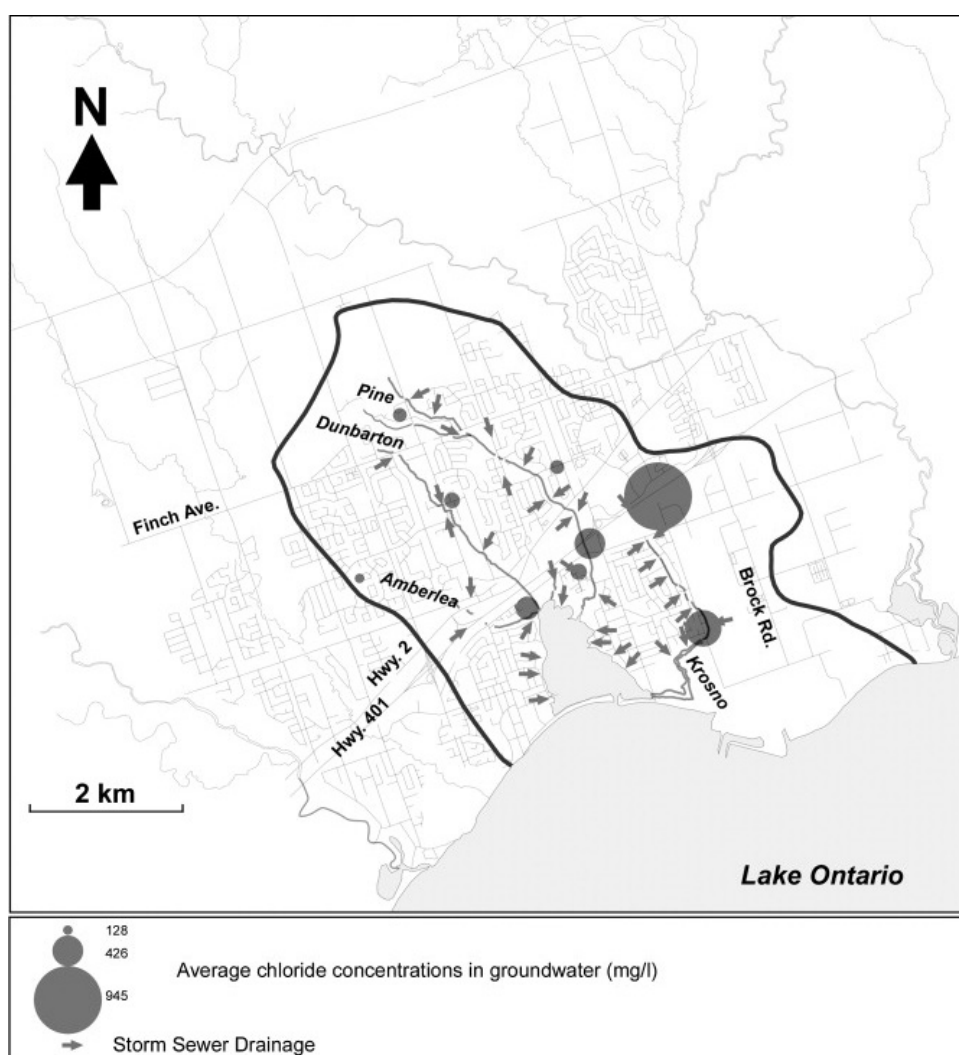 N
Pine
Dunbarton
Finch Ave.
Amberlea
Hwy. 2
Hwy. 401
Brock Rd.
Krosno
2 km
Lake Ontario
128
426
945
Average chloride concentrations in groundwater (mg/l)
Storm Sewer Drainage